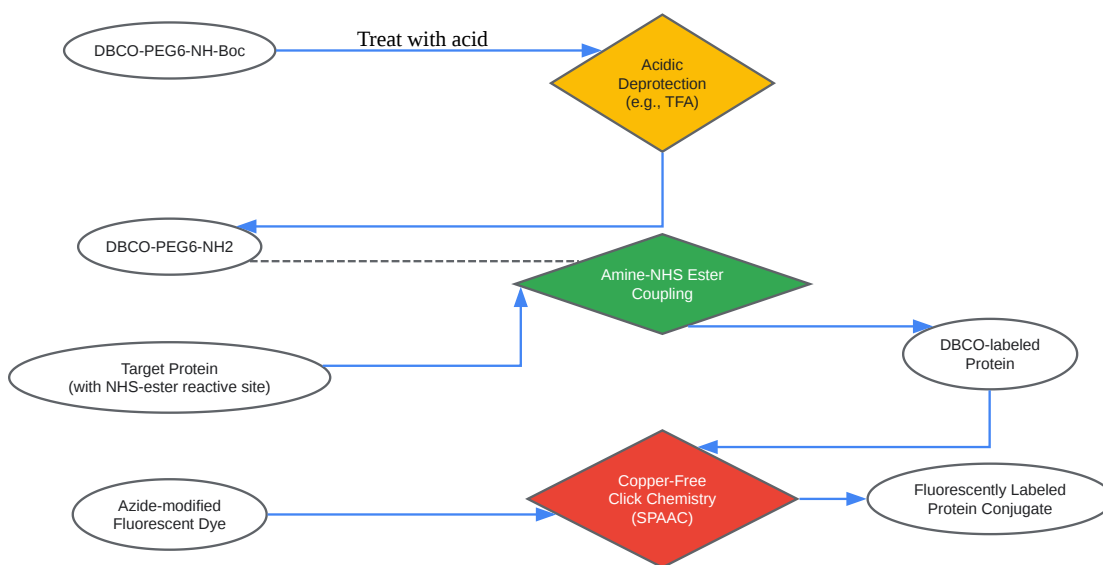 DBCO-PEG6-NH-Boc
Treat with acid
Acidic
Deprotection
(e.g., TFA)
DBCO-PEG6-NH2
Amine-NHS Ester
Coupling
Target Protein
(with NHS-ester reactive site)
DBCO-labeled
Protein
Azide-modified
Fluorescent Dye
Copper-Free
Click Chemistry
(SPAAC)
Fluorescently Labeled
Protein Conjugate